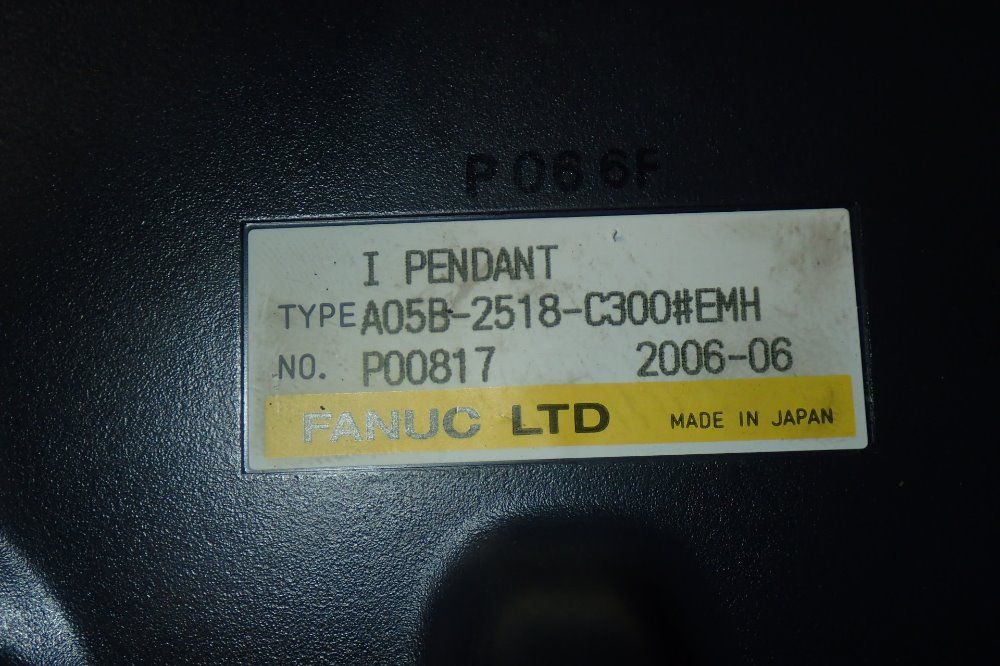 P066F
I PENDANT
TYPE A05B-2518-C300#EMH
NO. P00817 2006-06
FANUC LTD MADE IN JAPAN